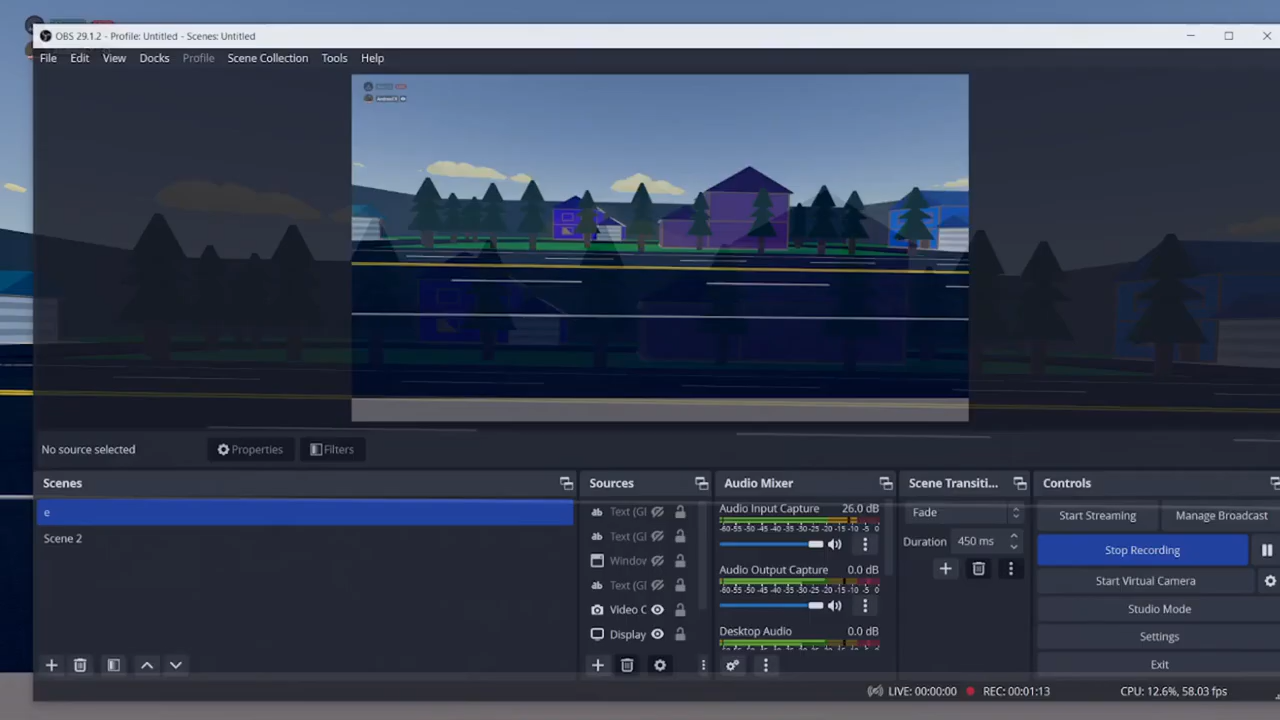 OBS 29.1.2 - Profile: Untitled - Scenes: Untitled
File Edit View Docks Profile Scene Collection Tools Help
No source selected Properties Filters
Scenes
e
Scene 2
Sources
Text (Gl
Text (Gl
Window
Text (Gl
Video C
Display
Audio Mixer
Audio Input Capture 26.0 dB
-60 -55 -50 -45 -40 -35 -30 -25 -20 -15 -10 -5 0
Audio Output Capture 0.0 dB
-60 -55 -50 -45 -40 -35 -30 -25 -20 -15 -10 -5 0
Desktop Audio 0.0 dB
Scene Transiti...
Fade
Duration 450 ms
Controls
Start Streaming Manage Broadcast
Stop Recording
Start Virtual Camera
Studio Mode
Settings
Exit
LIVE: 00:00:00 REC: 00:01:13 CPU: 12.6%, 58.03 fps